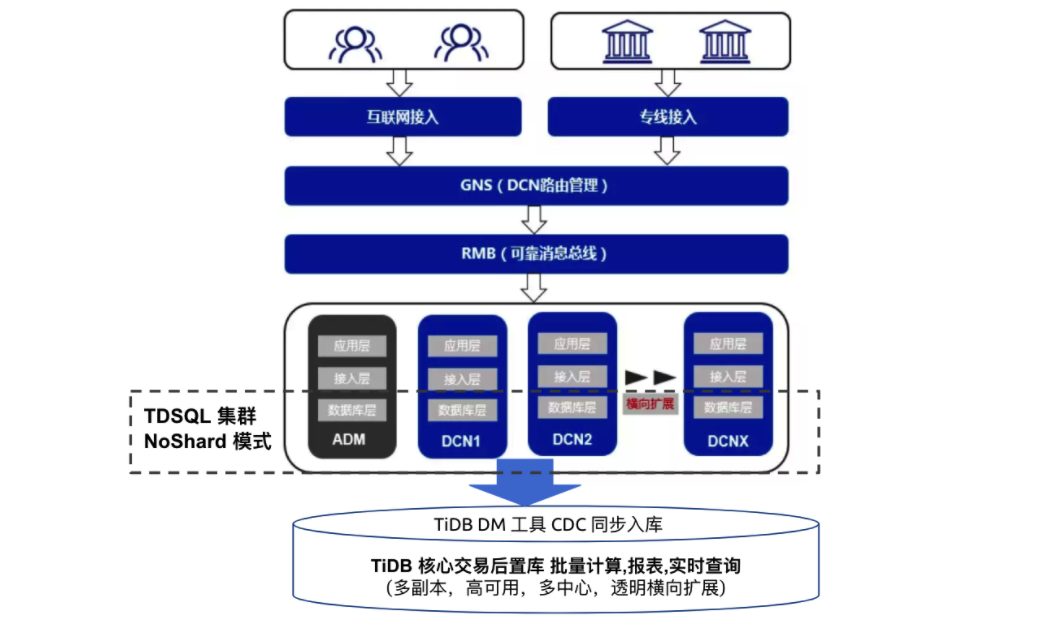 互联网接入
专线接入
GNS（DCN路由管理）
RMB（可靠消息总线）
应用层
接入层
数据库层
ADM
应用层
接入层
数据库层
DCN1
应用层
接入层
数据库层
DCN2
横向扩展
应用层
接入层
数据库层
DCNX
TDSQL 集群
NoShard 模式
TiDB DM 工具 CDC 同步入库
TiDB 核心交易后置库 批量计算,报表,实时查询
（多副本，高可用，多中心，透明横向扩展）